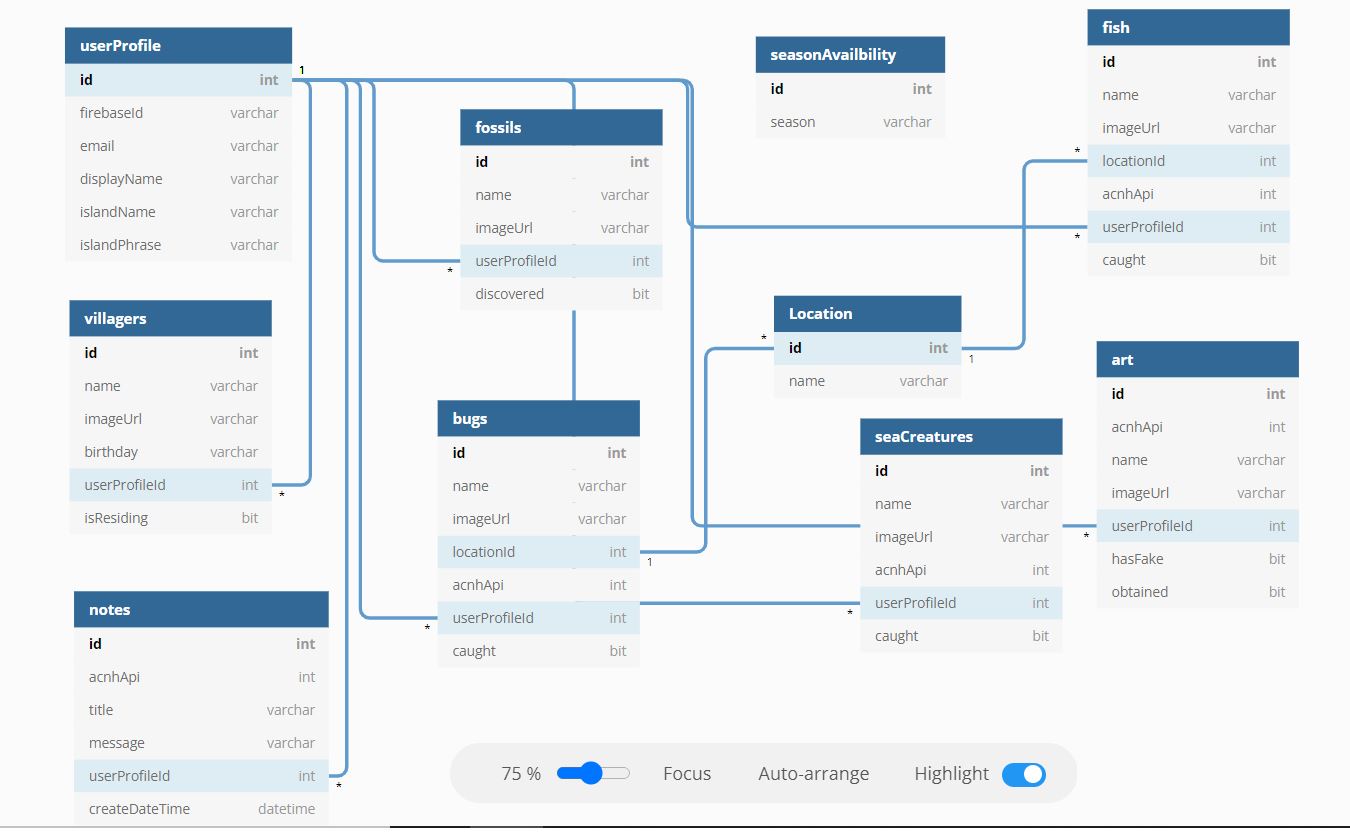 userProfile
id int
firebaseId varchar
email varchar
displayName varchar
islandName varchar
islandPhrase varchar
1
villagers
id int
name varchar
imageUrl varchar
birthday varchar
userProfileId int
isResiding bit
*
notes
id int
acnhApi int
title varchar
message varchar
userProfileId int
createDateTime datetime
*
fossils
id int
name varchar
imageUrl varchar
userProfileId int
discovered bit
*
bugs
id int
name varchar
imageUrl varchar
locationId int
acnhApi int
userProfileId int
caught bit
1
*
seasonAvailbility
id int
season varchar
Location
id int
name varchar
*
1
seaCreatures
id int
name varchar
imageUrl varchar
acnhApi int
userProfileId int
caught bit
*
fish
id int
name varchar
imageUrl varchar
locationId int
acnhApi int
userProfileId int
caught bit
*
*
art
id int
acnhApi int
name varchar
imageUrl varchar
userProfileId int
hasFake bit
obtained bit
*
75 % Focus Auto-arrange Highlight